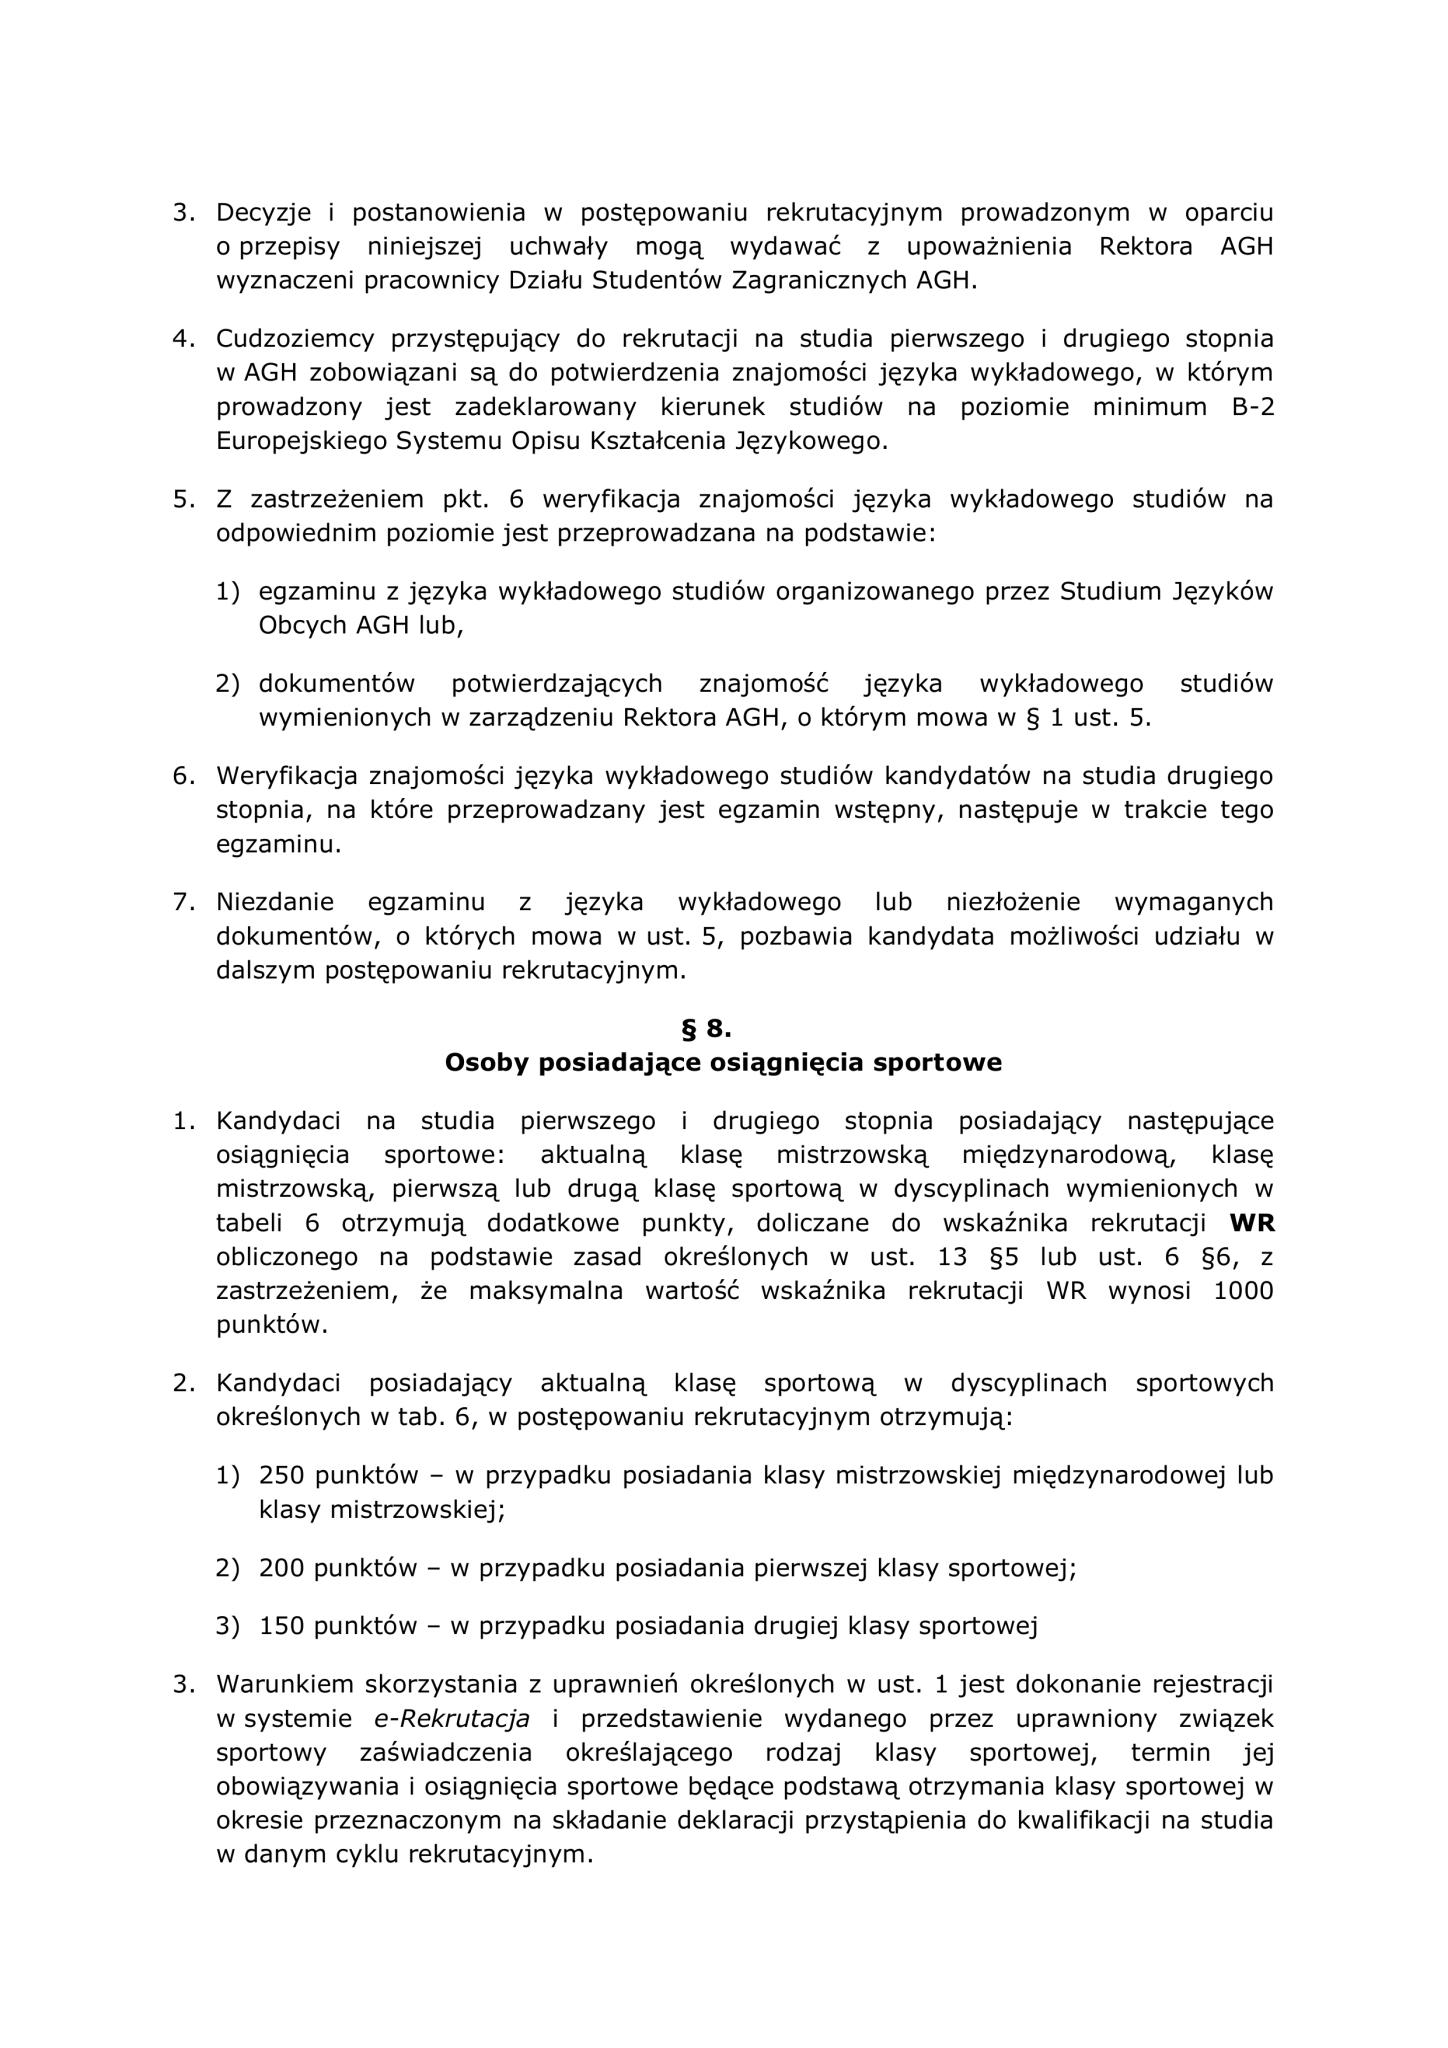 3. Decyzje i postanowienia w postępowaniu rekrutacyjnym prowadzonym w oparciu
o przepisy niniejszej uchwały mogą wydawać z upoważnienia Rektora AGH
wyznaczeni pracownicy Działu Studentów Zagranicznych AGH.
4. Cudzoziemcy przystępujący do rekrutacji na studia pierwszego i drugiego stopnia
w AGH zobowiązani są do potwierdzenia znajomości języka wykładowego, w którym
prowadzony jest zadeklarowany kierunek studiów na poziomie minimum B-2
Europejskiego Systemu Opisu Kształcenia Językowego.
5. Z zastrzeżeniem pkt. 6 weryfikacja znajomości języka wykładowego studiów na
odpowiednim poziomie jest przeprowadzana na podstawie:
1) egzaminu z języka wykładowego studiów organizowanego przez Studium Języków
Obcych AGH lub,
2) dokumentów potwierdzających znajomość języka wykładowego studiów
wymienionych w zarządzeniu Rektora AGH, o którym mowa w § 1 ust. 5.
6. Weryfikacja znajomości języka wykładowego studiów kandydatów na studia drugiego
stopnia, na które przeprowadzany jest egzamin wstępny, następuje w trakcie tego
egzaminu.
7. Niezdanie egzaminu z języka wykładowego lub niezłożenie wymaganych
dokumentów, o których mowa w ust. 5, pozbawia kandydata możliwości udziału w
dalszym postępowaniu rekrutacyjnym.
§ 8.
Osoby posiadające osiągnięcia sportowe
1. Kandydaci na studia pierwszego i drugiego stopnia posiadający następujące
osiągnięcia sportowe: aktualną klasę mistrzowską międzynarodową, klasę
mistrzowską, pierwszą lub drugą klasę sportową w dyscyplinach wymienionych w
tabeli 6 otrzymują dodatkowe punkty, doliczane do wskaźnika rekrutacji WR
obliczonego na podstawie zasad określonych w ust. 13 §5 lub ust. 6 §6, z
zastrzeżeniem, że maksymalna wartość wskaźnika rekrutacji WR wynosi 1000
punktów.
2. Kandydaci posiadający aktualną klasę sportową w dyscyplinach sportowych
określonych w tab. 6, w postępowaniu rekrutacyjnym otrzymują:
1) 250 punktów – w przypadku posiadania klasy mistrzowskiej międzynarodowej lub
klasy mistrzowskiej;
2) 200 punktów – w przypadku posiadania pierwszej klasy sportowej;
3) 150 punktów – w przypadku posiadania drugiej klasy sportowej
3. Warunkiem skorzystania z uprawnień określonych w ust. 1 jest dokonanie rejestracji
w systemie e-Rekrutacja i przedstawienie wydanego przez uprawniony związek
sportowy zaświadczenia określającego rodzaj klasy sportowej, termin jej
obowiązywania i osiągnięcia sportowe będące podstawą otrzymania klasy sportowej w
okresie przeznaczonym na składanie deklaracji przystąpienia do kwalifikacji na studia
w danym cyklu rekrutacyjnym.